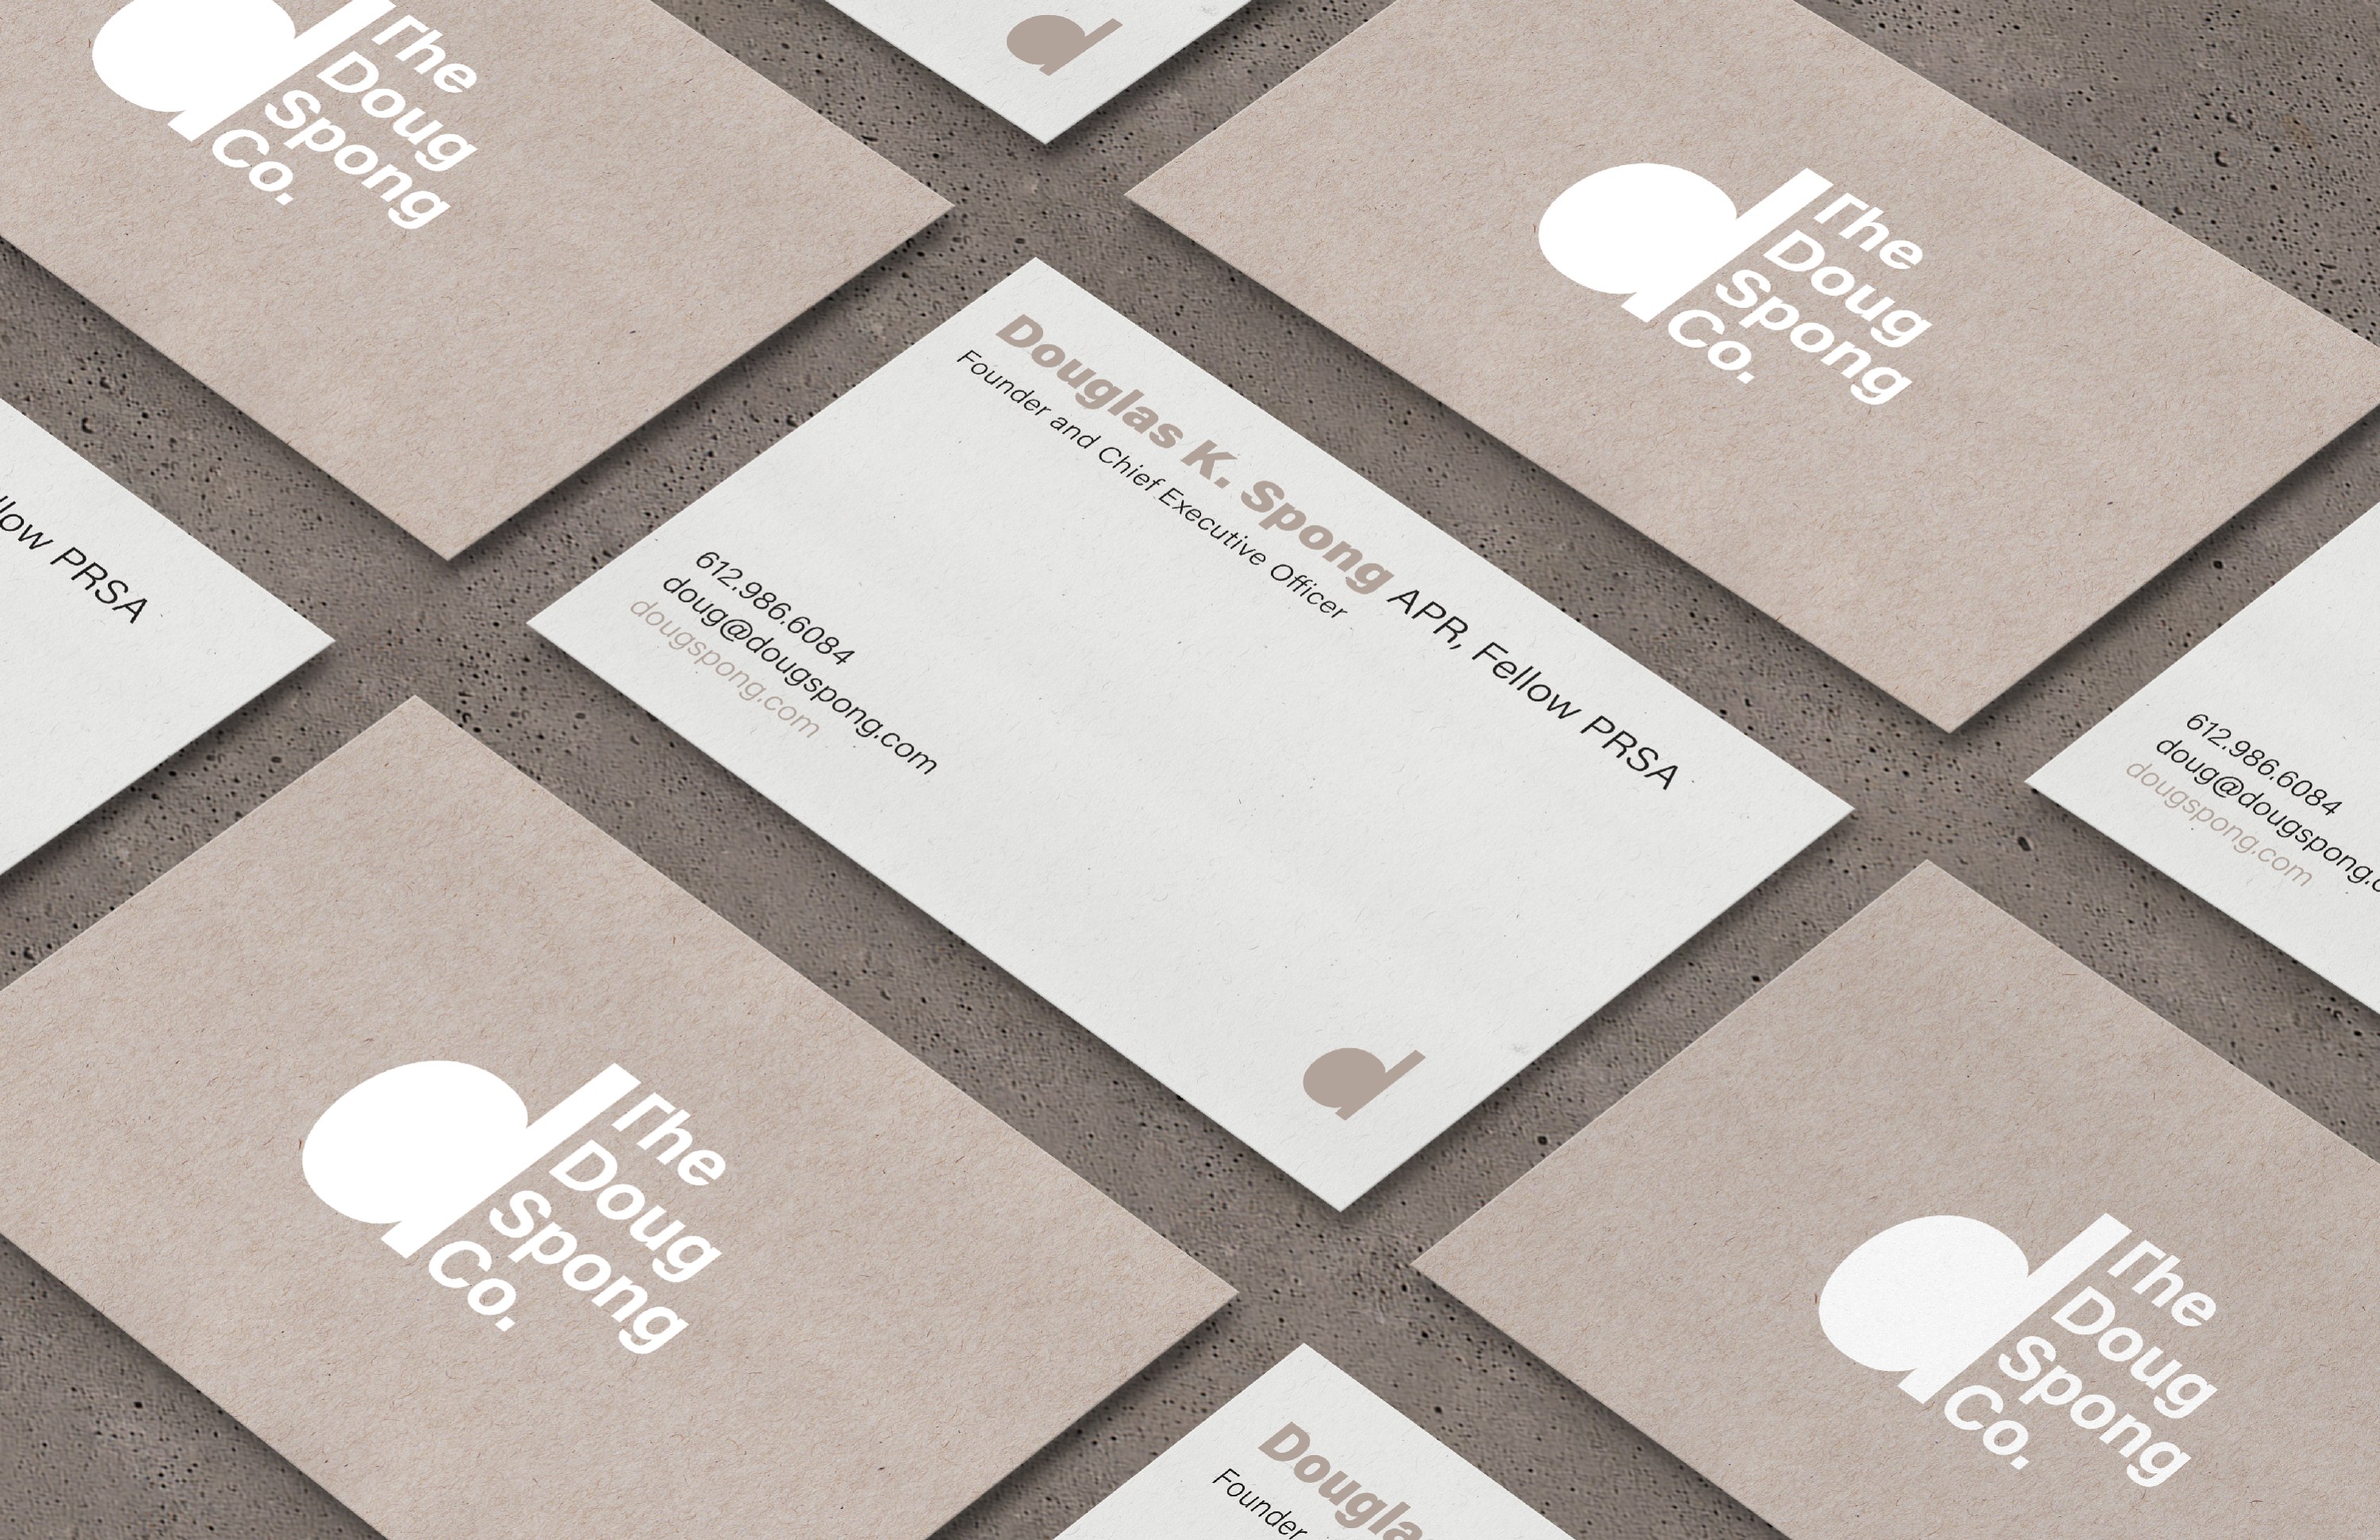 The
Doug
Spong
Co.
d
The
Doug
Spong
Co.
Douglas K. Spong APR, Fellow PRSA
Founder and Chief Executive Officer
612.986.6084
doug@dougspong.com
dougspong.com
d
PRSA
612.986.6084
doug@dougspong.
dougspong.com
The
Doug
Spong
Co.
The
Doug
Spong
Co.
Dougla
Founder